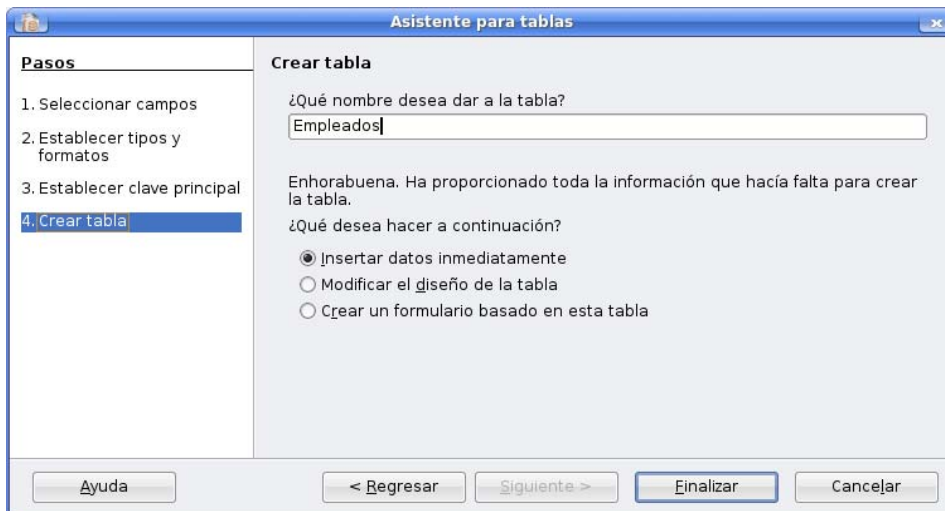 Asistente para tablas
Pasos
1. Seleccionar campos
2. Establecer tipos y
formatos
3. Establecer clave principal
4. Crear tabla
Crear tabla
¿Qué nombre desea dar a la tabla?
Empleados
Enhorabuena. Ha proporcionado toda la información que hacía falta para crear
la tabla.
¿Qué desea hacer a continuación?
Insertar datos inmediatamente
Modificar el diseño de la tabla
Crear un formulario basado en esta tabla
Ayuda
< Regresar
Siguiente >
Finalizar
Cancelar